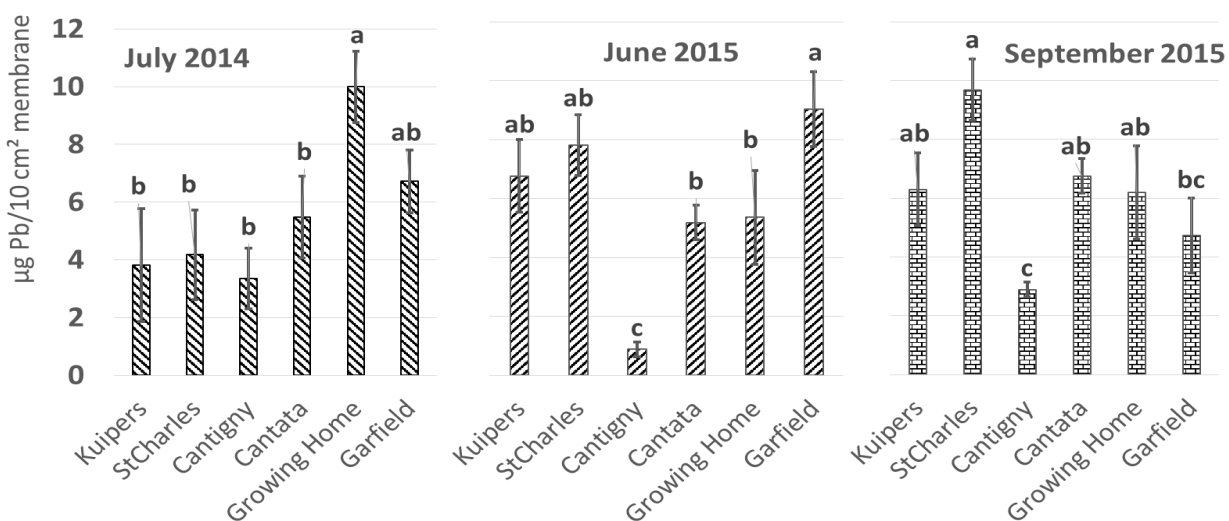 µg Pb/10 cm² membrane
12
10
8
6
4
2
0
July 2014
b
b
b
b
a
ab
Kuipers
StCharles
Cantigny
Cantata
Growing Home
Garfield
June 2015
ab
ab
c
b
b
a
Kuipers
StCharles
Cantigny
Cantata
Growing Home
Garfield
September 2015
ab
a
c
ab
ab
bc
Kuipers
StCharles
Cantigny
Cantata
Growing Home
Garfield